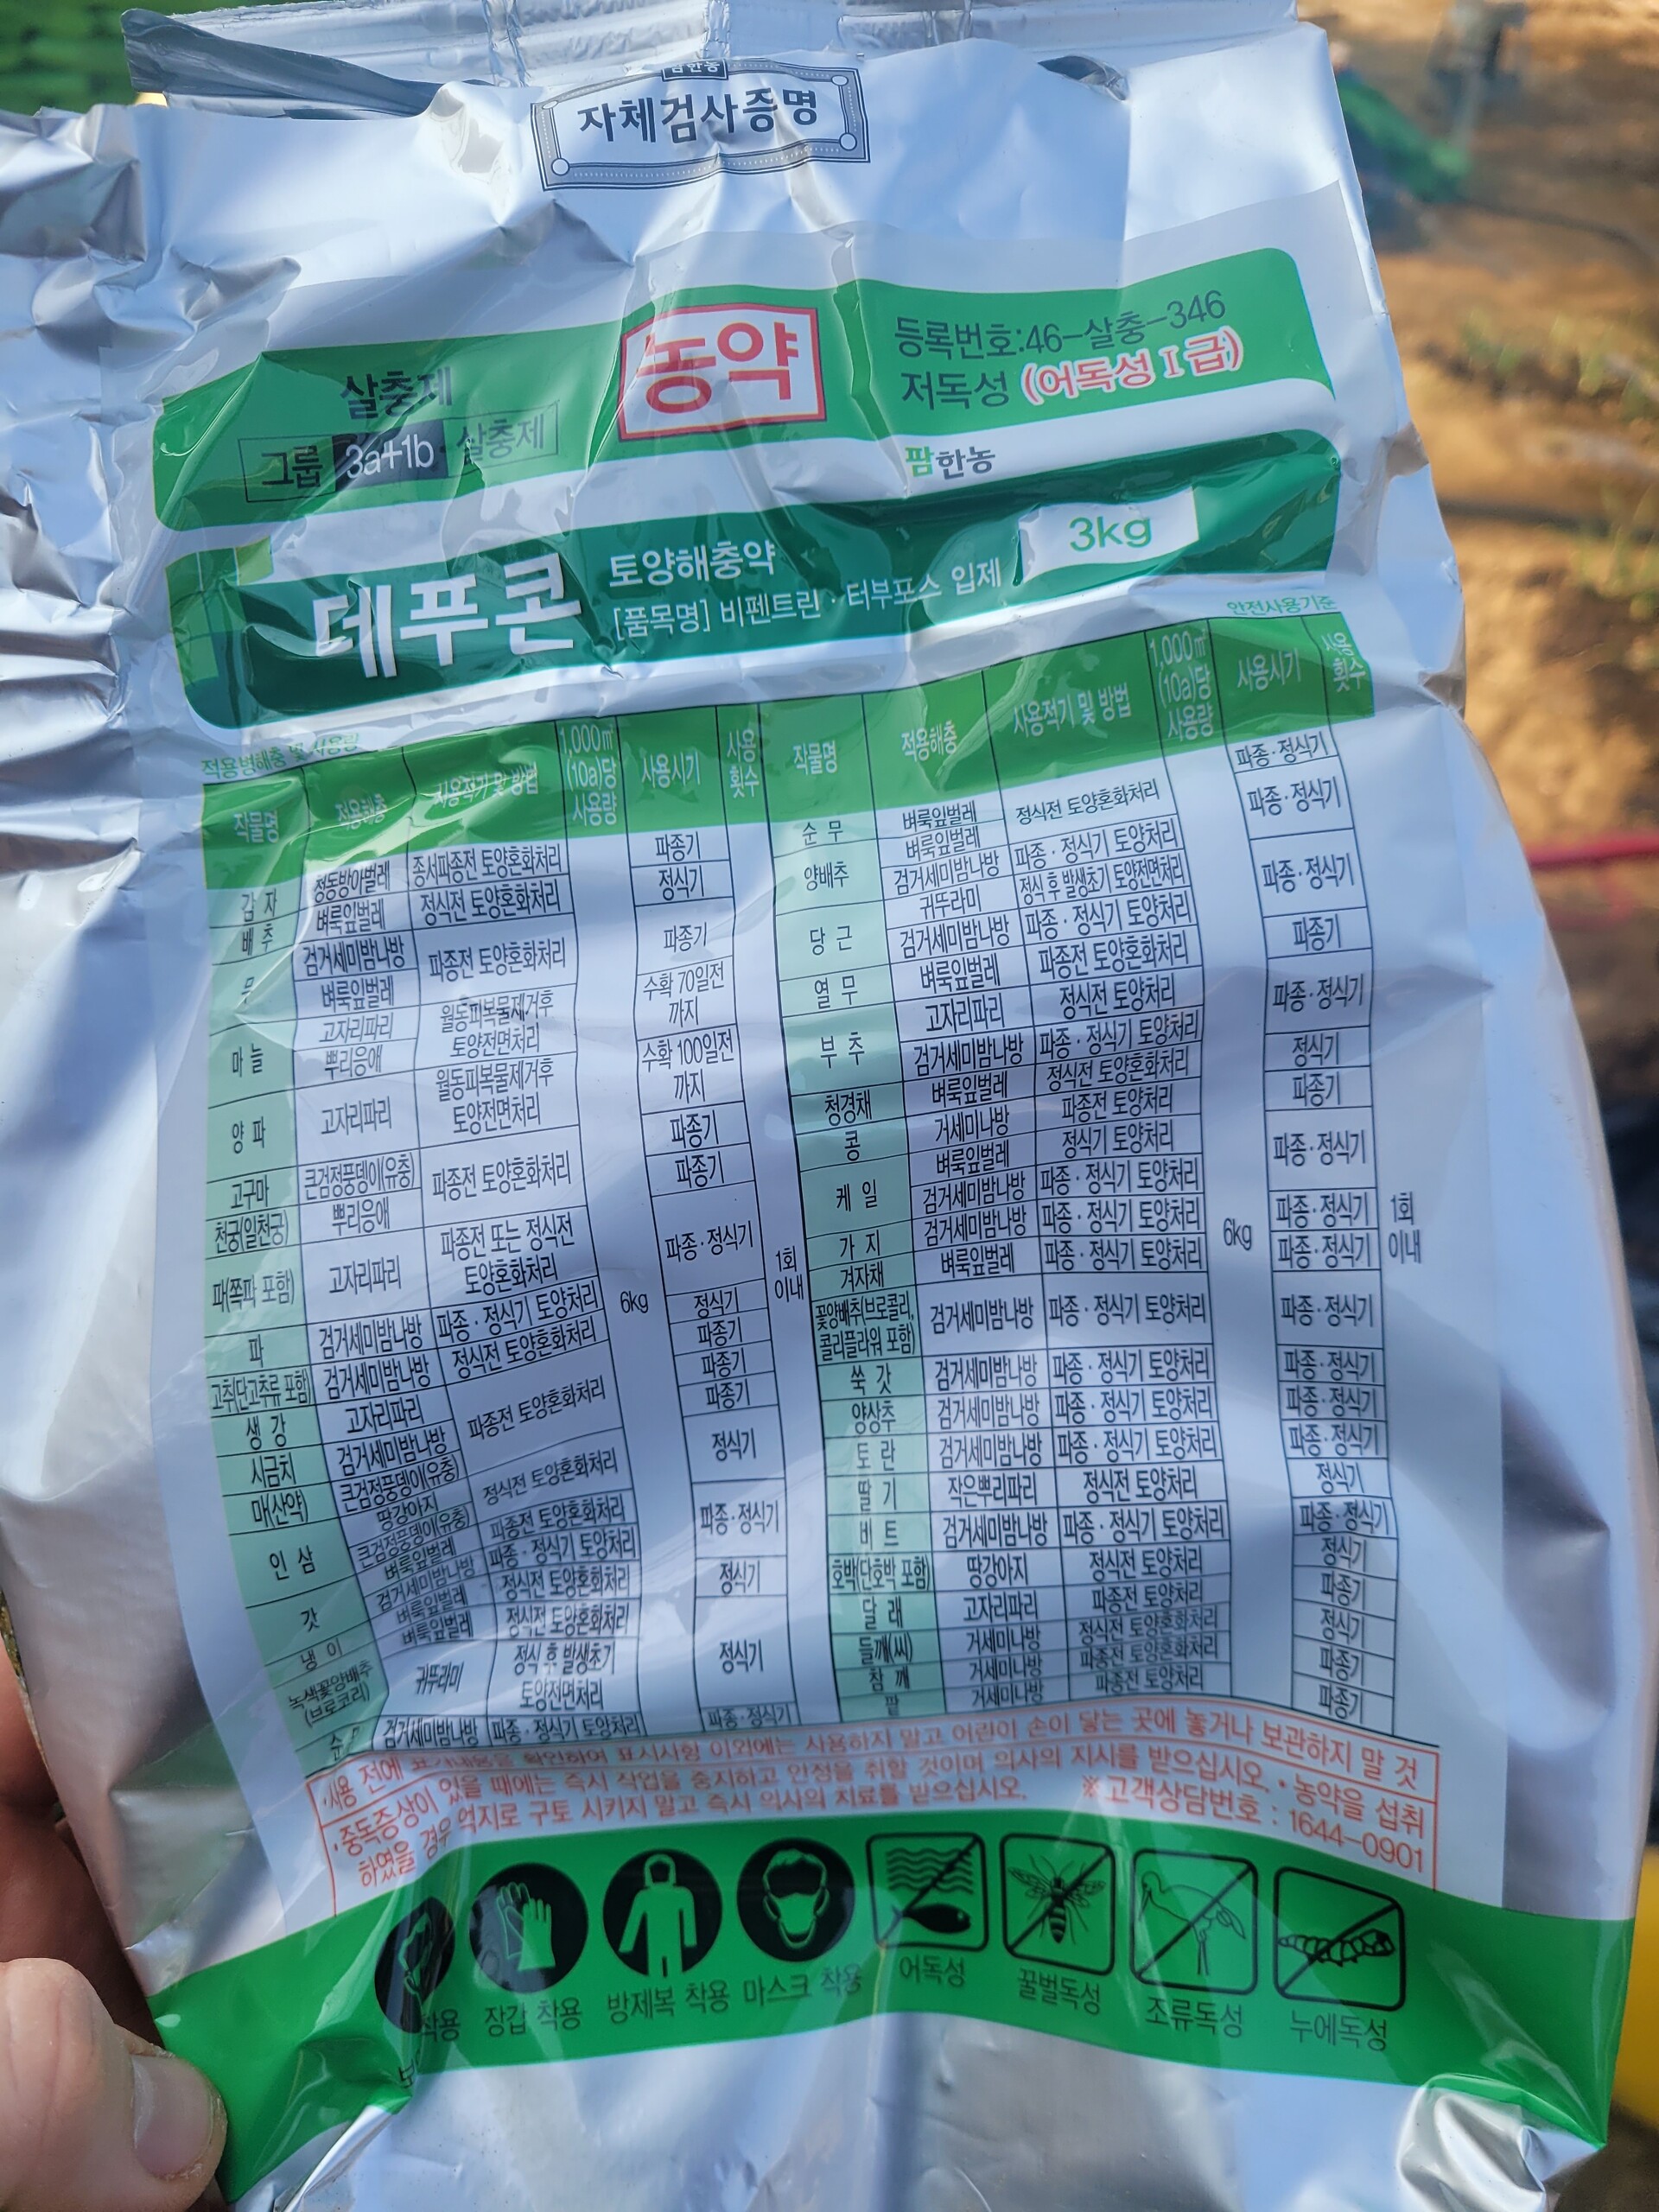 팜한농
자체검사증명
살충제
그룹 3a+1b 살충제
농약
등록번호:46-살충-346
저독성 (어독성 I 급)
팜한농
데푸콘
토양해충약
[품목명] 비펜트린 · 터부포스 입제
3kg
안전사용기준
적용병해충 및 사용량
작물명 적용해충 사용적기 및 방법 1,000㎡ (10a)당 사용량 사용시기 사용 횟수
감 자 청동방아벌레 종서파종전 토양혼화처리 파종기
배 추 벼룩잎벌레 정식전 토양혼화처리 정식기
무 검거세미밤나방 파종전 토양혼화처리 파종기
벼룩잎벌레
마 늘 고자리파리 월동피복물제거후 토양전면처리 수확 70일전 까지
뿌리응애
양 파 고자리파리 월동피복물제거후 토양전면처리 수확 100일전 까지
고구마 큰검정풍뎅이(유충) 파종전 토양혼화처리 파종기
천궁(일천궁) 뿌리응애 파종기
파(쪽파 포함) 고자리파리 파종전 또는 정식전 토양혼화처리 파종·정식기
파 검거세미밤나방 파종·정식기 토양처리
고추(단고추류 포함) 검거세미밤나방 정식전 토양혼화처리 정식기
생 강 고자리파리 파종전 토양혼화처리 파종기
시금치 검거세미밤나방 파종기
매(산약) 큰검정풍뎅이(유충) 파종기
인 삼 땅강아지 정식전 토양혼화처리 정식기
큰검정풍뎅이(유충)
갓 벼룩잎벌레 파종전 토양혼화처리 파종·정식기
검거세미밤나방 파종·정식기 토양처리
냉 이 벼룩잎벌레 정식전 토양혼화처리 정식기
녹색꽃양배추 (브로코리) 벼룩잎벌레 정식전 토양혼화처리 정식기
귀뚜라미 정식 후 발생초기 토양전면처리
순 검거세미밤나방 파종·정식기 토양처리 파종·정식기
6kg
1회 이내
작물명 적용해충 사용적기 및 방법 1,000㎡ (10a)당 사용량 사용시기 사용 횟수
순 무 벼룩잎벌레 정식전 토양혼화처리 파종·정식기
양배추 벼룩잎벌레 파종·정식기
검거세미밤나방 파종·정식기 토양처리
당 근 귀뚜라미 정식 후 발생초기 토양전면처리 파종·정식기
검거세미밤나방 파종·정식기 토양처리
열 무 벼룩잎벌레 파종전 토양혼화처리 파종기
부 추 고자리파리 정식전 토양처리 파종·정식기
검거세미밤나방 파종·정식기 토양처리
청경채 벼룩잎벌레 정식전 토양혼화처리 정식기
콩 거세미나방 파종전 토양처리 파종기
케 일 벼룩잎벌레 정식기 토양처리 파종·정식기
검거세미밤나방 파종·정식기 토양처리
가 지 검거세미밤나방 파종·정식기 토양처리 파종·정식기
겨자채 벼룩잎벌레 파종·정식기 토양처리 파종·정식기
꽃양배추(브로콜리, 콜리플라워 포함) 검거세미밤나방 파종·정식기 토양처리 파종·정식기
쑥 갓 검거세미밤나방 파종·정식기 토양처리 파종·정식기
양상추 검거세미밤나방 파종·정식기 토양처리 파종·정식기
토 란 검거세미밤나방 파종·정식기 토양처리 파종·정식기
딸 기 작은뿌리파리 정식전 토양처리 정식기
비 트 검거세미밤나방 파종·정식기 토양처리 파종·정식기
호박(단호박 포함) 땅강아지 정식전 토양처리 정식기
달 래 고자리파리 파종전 토양처리 파종기
들깨(씨) 거세미나방 정식전 토양혼화처리 정식기
참 깨 거세미나방 파종전 토양혼화처리 파종기
팥 거세미나방 파종전 토양처리 파종기
6kg
1회 이내
·사용 전에 표기내용을 확인하여 표시사항 이외에는 사용하지 말고 어린이 손이 닿는 곳에 놓거나 보관하지 말 것
·중독증상이 있을 때에는 즉시 작업을 중지하고 안정을 취할 것이며 의사의 지시를 받으십시오. · 농약을 섭취
하였을 경우 억지로 구토 시키지 말고 즉시 의사의 치료를 받으십시오. ※고객상담번호 : 1644-0901
착용 장갑 착용 방제복 착용 마스크 착용 어독성 꿀벌독성 조류독성 누에독성